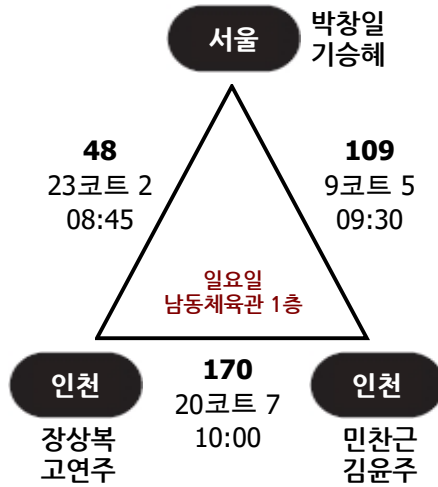 서울
박창일
기승혜
48
23코트 2
08:45
109
9코트 5
09:30
일요일
남동체육관 1층
인천
장상복
고연주
170
20코트 7
10:00
인천
민찬근
김윤주